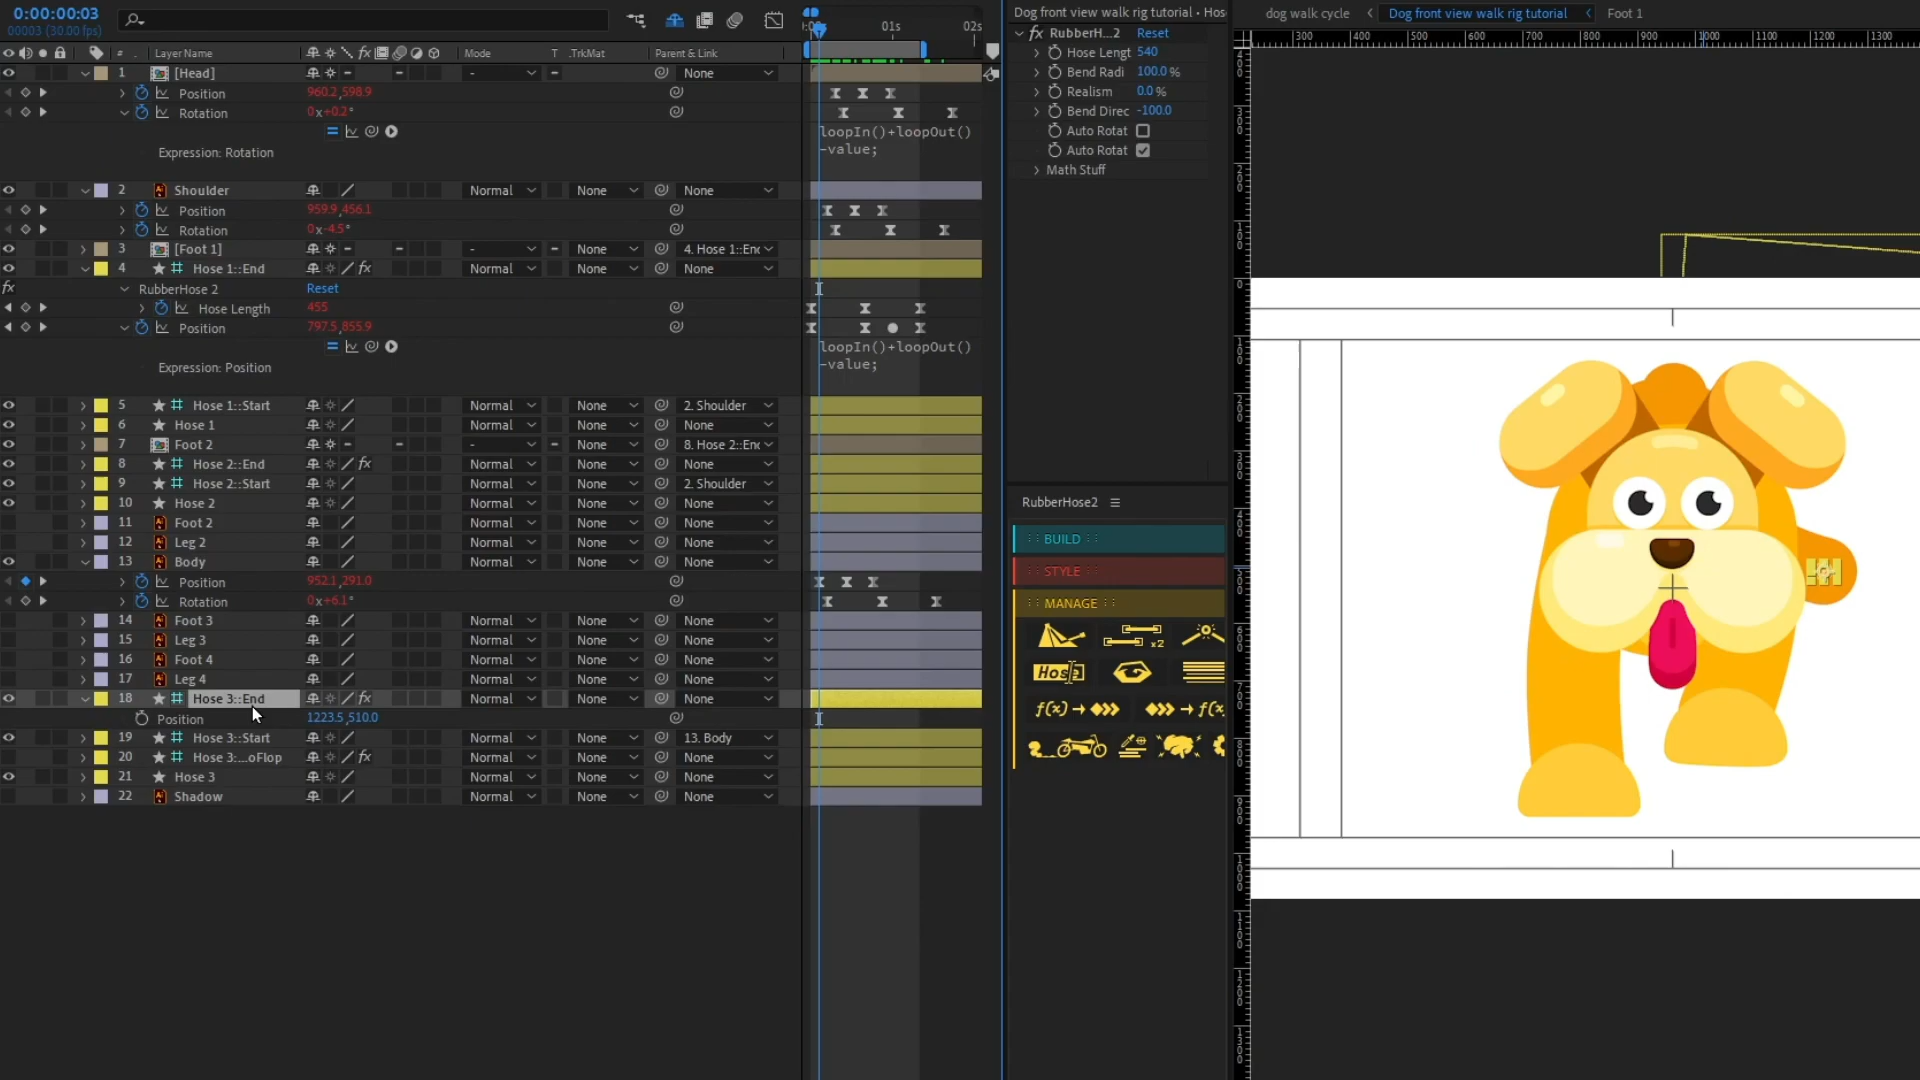 0:00:00:03
00003 (30.00 fps)
# Layer Name Mode T .TrkMat Parent & Link
1 [Head] - None
Position 960.2,598.9
Rotation 0x+0.2°
Expression: Rotation
loopIn()+loopOut()
-value;
2 Shoulder Normal None None
Position 959.9,456.1
Rotation 0x-4.5°
3 [Foot 1] - None 4. Hose 1::End
4 Hose 1::End fx Normal None None
fx RubberHose 2 Reset
Hose Length 455
Position 797.5,855.9
Expression: Position
loopIn()+loopOut()
-value;
5 Hose 1::Start Normal None 2. Shoulder
6 Hose 1 Normal None None
7 Foot 2 - None 8. Hose 2::End
8 Hose 2::End fx Normal None None
9 Hose 2::Start Normal None 2. Shoulder
10 Hose 2 Normal None None
11 Foot 2 Normal None None
12 Leg 2 Normal None None
13 Body Normal None None
Position 952.1,291.0
Rotation 0x+6.1°
14 Foot 3 Normal None None
15 Leg 3 Normal None None
16 Foot 4 Normal None None
17 Leg 4 Normal None None
18 Hose 3::End fx Normal None None
Position 1223.5,510.0
19 Hose 3::Start Normal None 13. Body
20 Hose 3:...oFlop fx Normal None None
21 Hose 3 Normal None None
22 Shadow Normal None None
01s 02s
Dog front view walk rig tutorial • Hos
fx RubberH...2 Reset
Hose Lengt 540
Bend Radi 100.0 %
Realism 0.0 %
Bend Direc -100.0
Auto Rotat
Auto Rotat
Math Stuff
RubberHose2
:: BUILD ::
:: STYLE ::
:: MANAGE ::
x2
Hose
f(x)
f(x
dog walk cycle Dog front view walk rig tutorial Foot 1
300 400 500 600 700 800 900 1000 1100 1200 1300